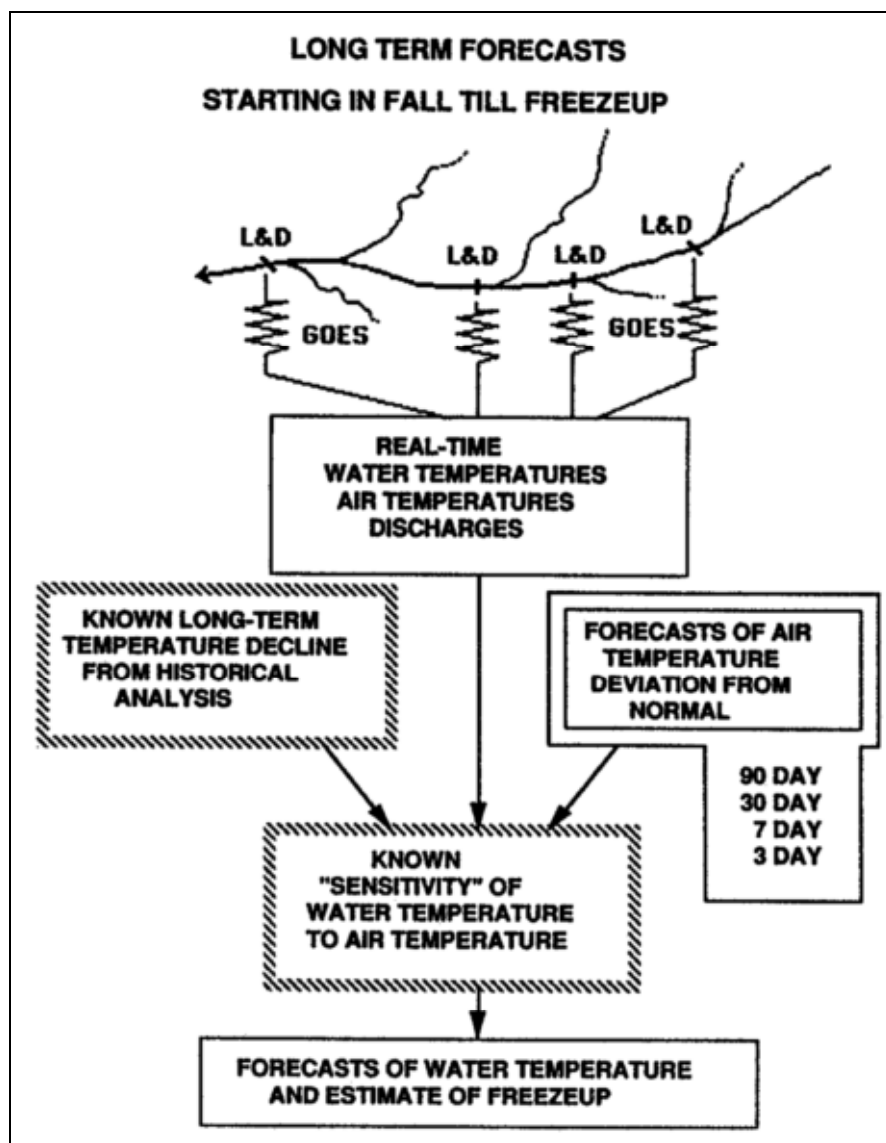 LONG TERM FORECASTS
STARTING IN FALL TILL FREEZEUP
L&D
L&D
L&D
L&D
GOES
GOES
REAL-TIME
WATER TEMPERATURES
AIR TEMPERATURES
DISCHARGES
KNOWN LONG-TERM
TEMPERATURE DECLINE
FROM HISTORICAL
ANALYSIS
FORECASTS OF AIR
TEMPERATURE
DEVIATION FROM
NORMAL
90 DAY
30 DAY
7 DAY
3 DAY
KNOWN
"SENSITIVITY" OF
WATER TEMPERATURE
TO AIR TEMPERATURE
FORECASTS OF WATER TEMPERATURE
AND ESTIMATE OF FREEZEUP